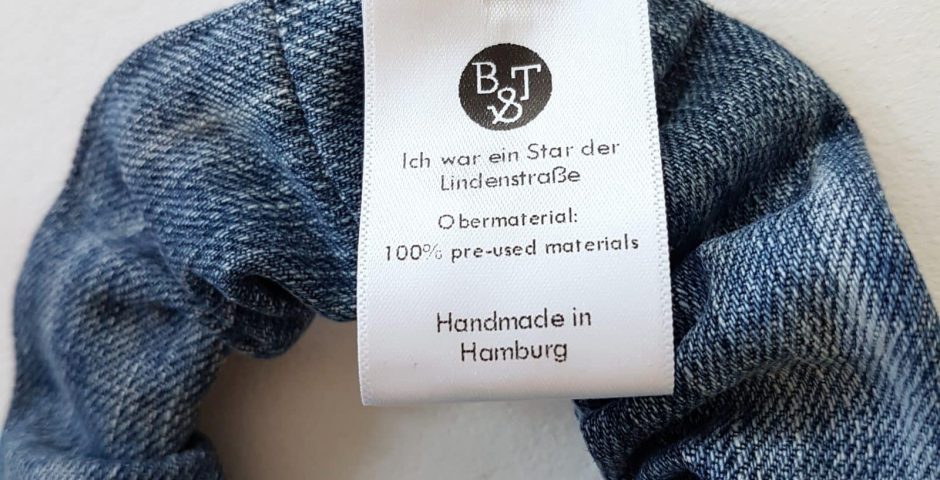 B&T
Ich war ein Star der
Lindenstraße
Obermaterial:
100% pre-used materials
Handmade in
Hamburg